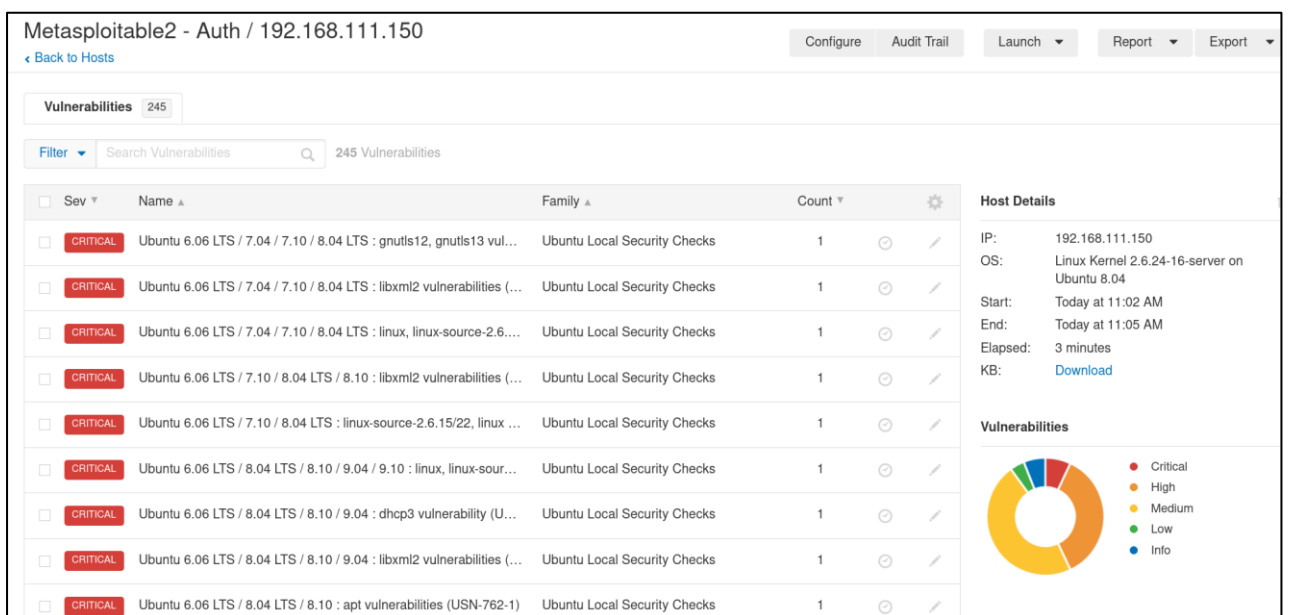 Metasploitable2 - Auth / 192.168.111.150
Back to Hosts
Configure Audit Trail Launch Report Export
Vulnerabilities 245
Filter Search Vulnerabilities 245 Vulnerabilities
Sev Name Family Count
CRITICAL Ubuntu 6.06 LTS / 7.04 / 7.10 / 8.04 LTS : gnutls12, gnutls13 vul... Ubuntu Local Security Checks 1
CRITICAL Ubuntu 6.06 LTS / 7.04 / 7.10 / 8.04 LTS : libxml2 vulnerabilities (... Ubuntu Local Security Checks 1
CRITICAL Ubuntu 6.06 LTS / 7.04 / 7.10 / 8.04 LTS : linux, linux-source-2.6.... Ubuntu Local Security Checks 1
CRITICAL Ubuntu 6.06 LTS / 7.10 / 8.04 LTS / 8.10 : libxml2 vulnerabilities (... Ubuntu Local Security Checks 1
CRITICAL Ubuntu 6.06 LTS / 7.10 / 8.04 LTS : linux-source-2.6.15/22, linux ... Ubuntu Local Security Checks 1
CRITICAL Ubuntu 6.06 LTS / 8.04 LTS / 8.10 / 9.04 / 9.10 : linux, linux-sour... Ubuntu Local Security Checks 1
CRITICAL Ubuntu 6.06 LTS / 8.04 LTS / 8.10 / 9.04 : dhcp3 vulnerability (U... Ubuntu Local Security Checks 1
CRITICAL Ubuntu 6.06 LTS / 8.04 LTS / 8.10 / 9.04 : libxml2 vulnerabilities (... Ubuntu Local Security Checks 1
CRITICAL Ubuntu 6.06 LTS / 8.04 LTS / 8.10 : apt vulnerabilities (USN-762-1) Ubuntu Local Security Checks 1
Host Details
IP: 192.168.111.150
OS: Linux Kernel 2.6.24-16-server on
Ubuntu 8.04
Start: Today at 11:02 AM
End: Today at 11:05 AM
Elapsed: 3 minutes
KB: Download
Vulnerabilities
Critical
High
Medium
Low
Info